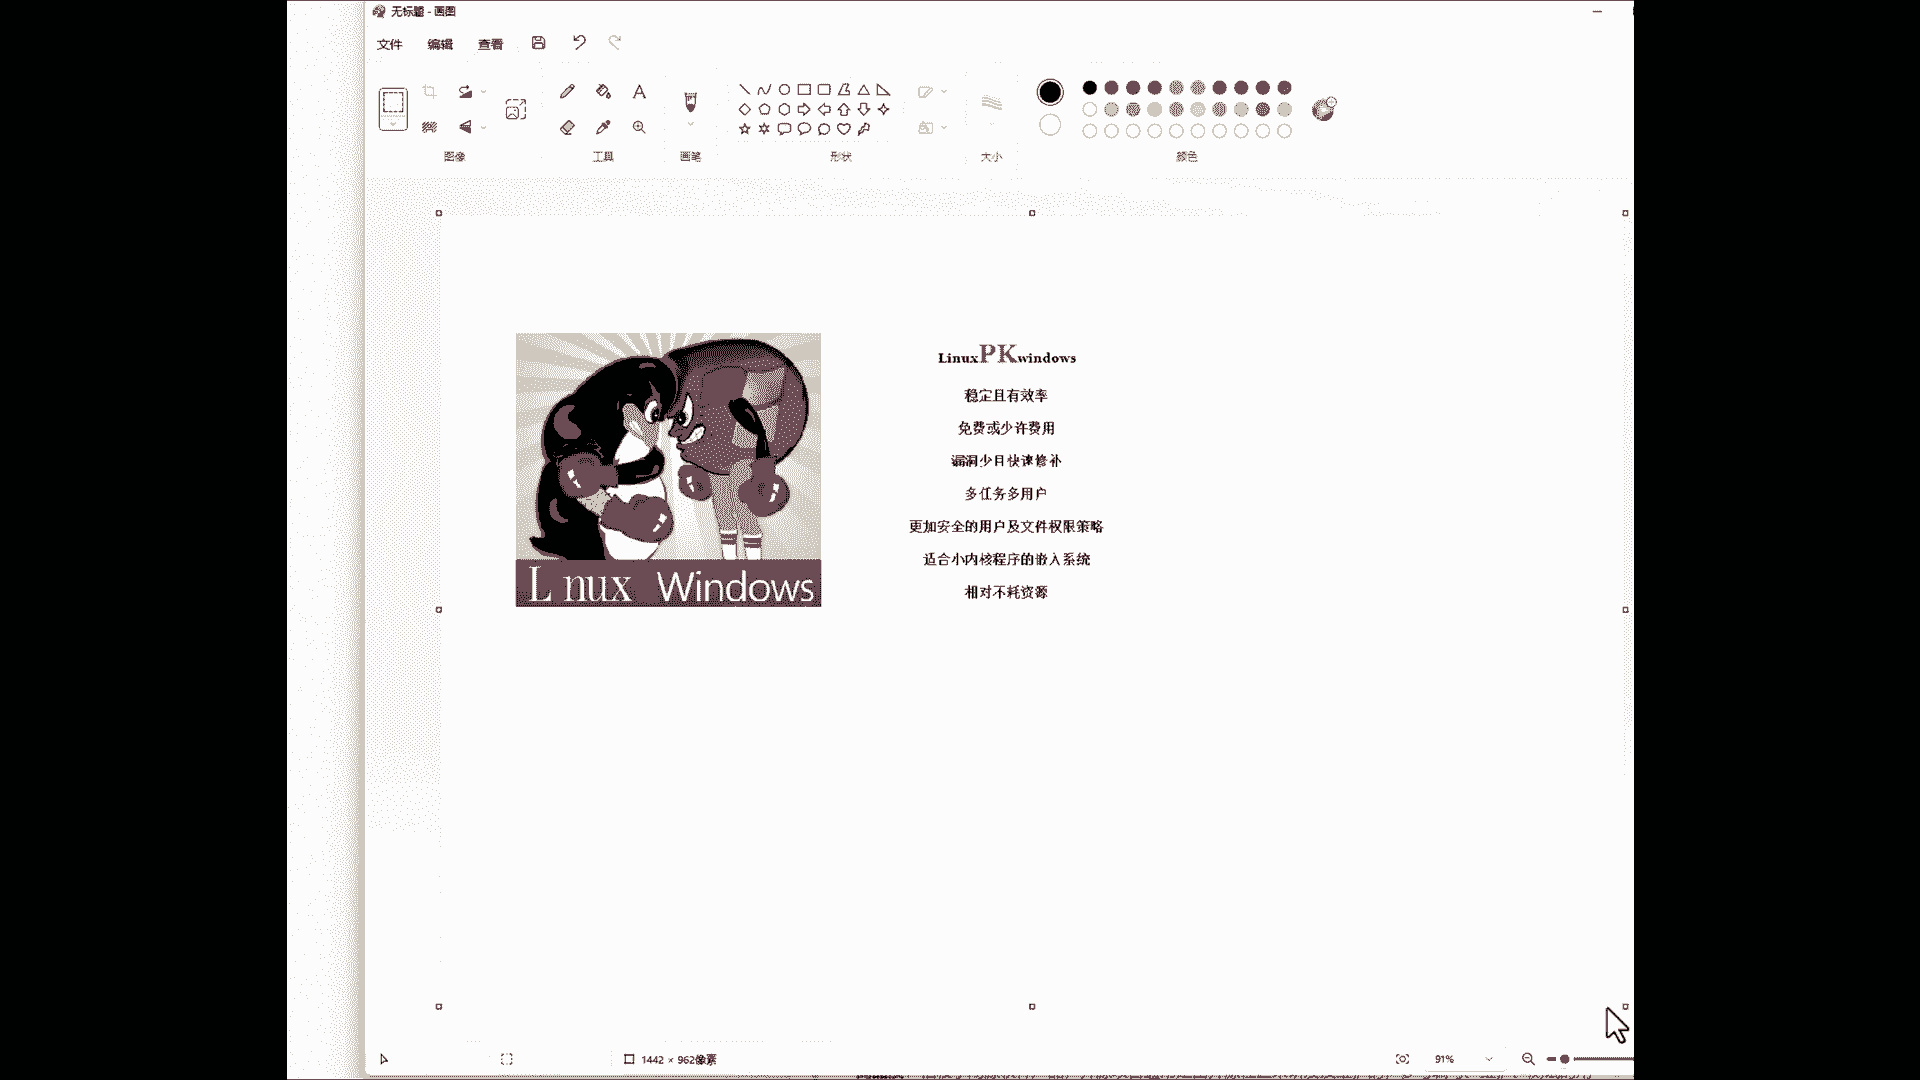 无标题 - 画图
文件 编辑 查看
图像 工具 画笔 形状 大小 颜色
LinuxPKwindows
稳定且有效率
免费或少许费用
漏洞少且快速修补
多任务多用户
更加安全的用户及文件权限策略
适合小内核程序的嵌入系统
相对不耗资源
L nux Windows
1442 × 962像素
91%